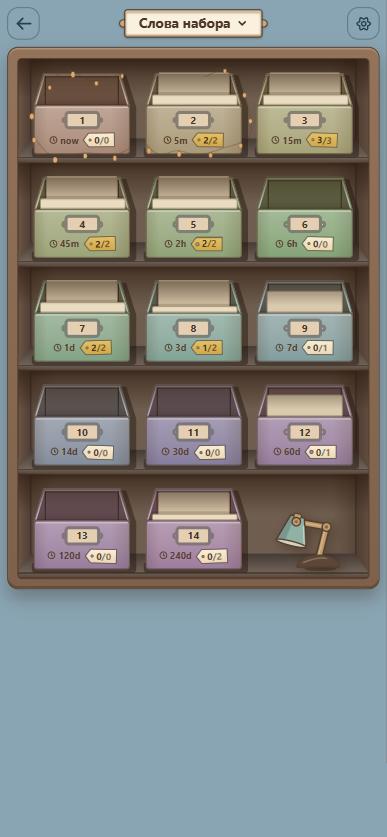 Слова набора
1
now 0/0
2
5m 2/2
3
15m 3/3
4
45m 2/2
5
2h 2/2
6
6h 0/0
7
1d 2/2
8
3d 1/2
9
7d 0/1
10
14d 0/0
11
30d 0/0
12
60d 0/1
13
120d 0/0
14
240d 0/2